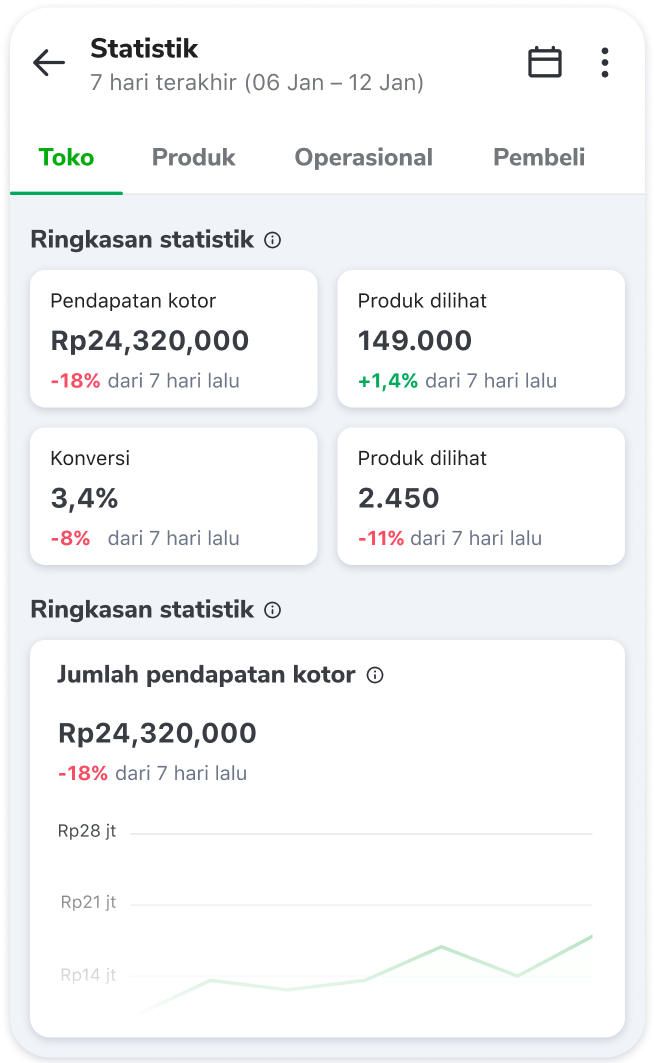 Statistik
7 hari terakhir (06 Jan – 12 Jan)
Toko Produk Operasional Pembeli
Ringkasan statistik
Pendapatan kotor
Rp24,320,000
-18% dari 7 hari lalu
Produk dilihat
149.000
+1,4% dari 7 hari lalu
Konversi
3,4%
-8% dari 7 hari lalu
Produk dilihat
2.450
-11% dari 7 hari lalu
Ringkasan statistik
Jumlah pendapatan kotor
Rp24,320,000
-18% dari 7 hari lalu
Rp28 jt
Rp21 jt
Rp14 jt